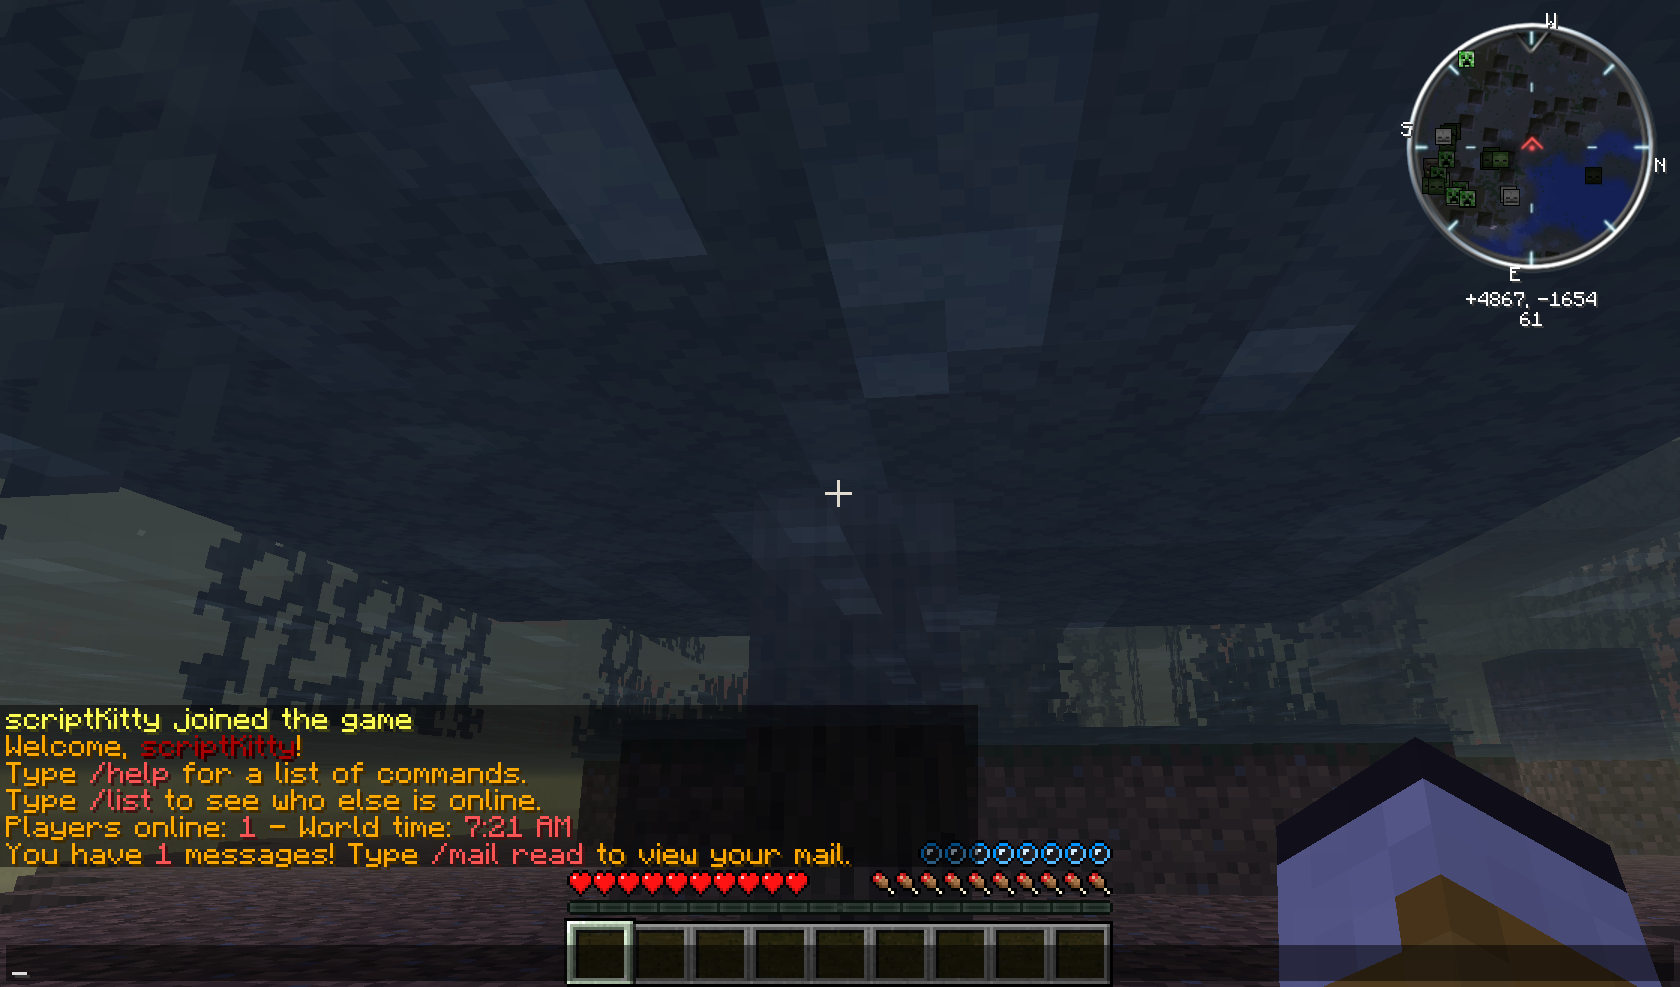 W
S
N
E
+4867, -1654
61
scriptKitty joined the game
Welcome, scriptKitty!
Type /help for a list of commands.
Type /list to see who else is online.
Players online: 1 - World time: 7:21 AM
You have 1 messages! Type /mail read to view your mail.
_